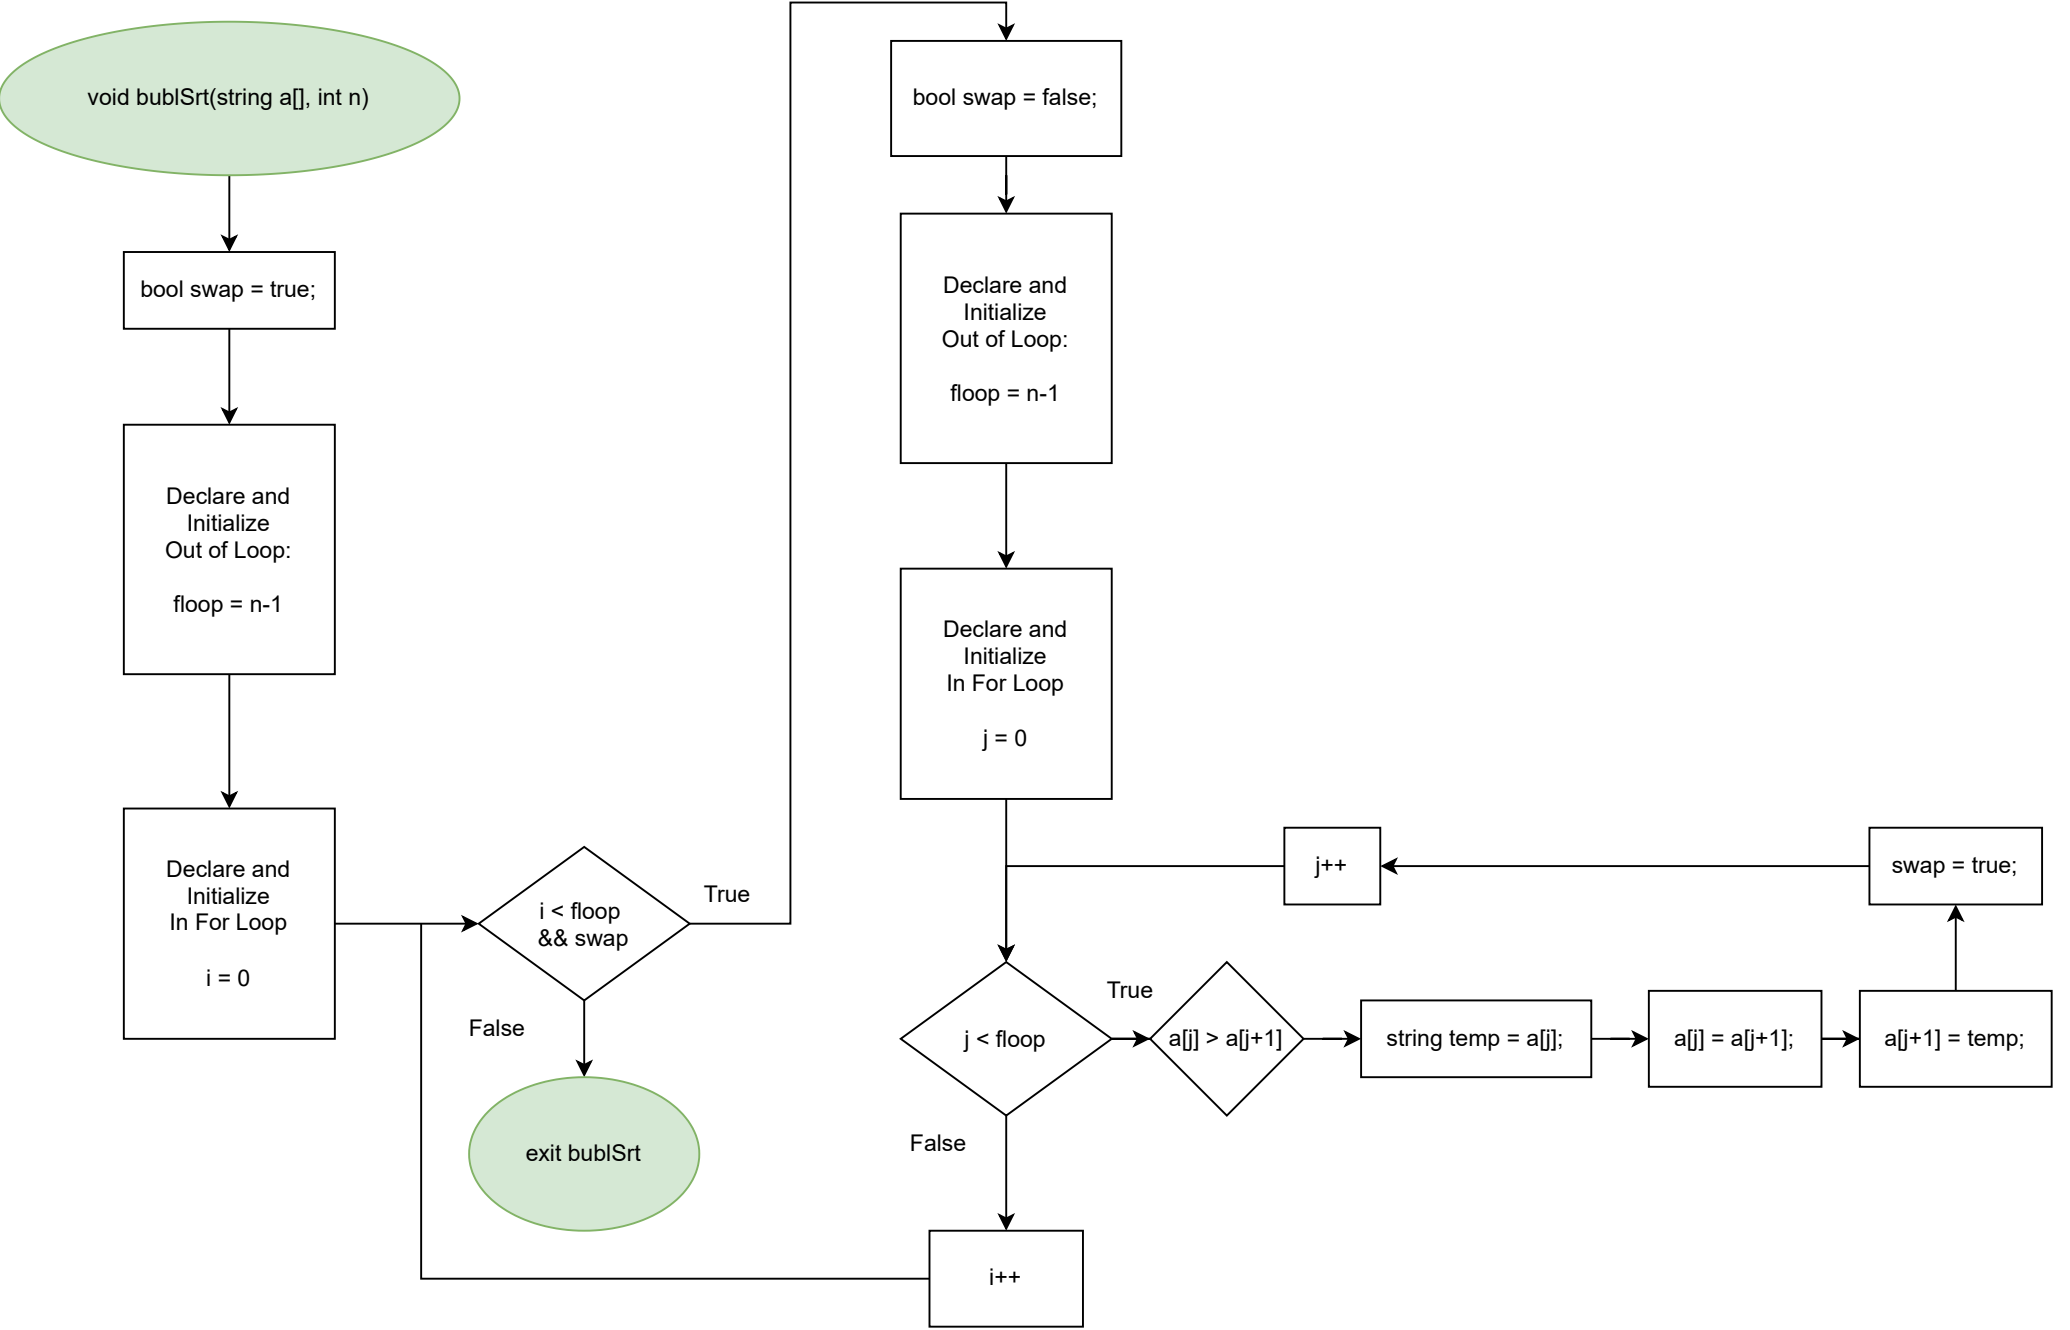 void bublSrt(string a[], int n)
bool swap = true;
Declare and
Initialize
Out of Loop:
floop = n-1
Declare and
Initialize
In For Loop
i = 0
i < floop
&& swap
True
False
exit bublSrt
bool swap = false;
Declare and
Initialize
Out of Loop:
floop = n-1
Declare and
Initialize
In For Loop
j = 0
j < floop
True
False
a[j] > a[j+1]
string temp = a[j];
a[j] = a[j+1];
a[j+1] = temp;
swap = true;
j++
i++